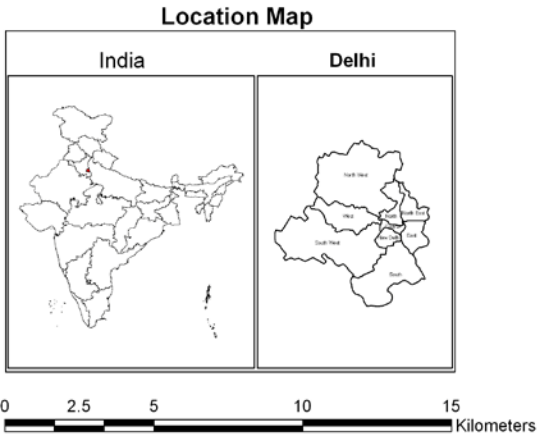 Location Map
India
Delhi
North West
West
North
North East
New Delhi
East
South West
South
0 2.5 5 10 15
Kilometers